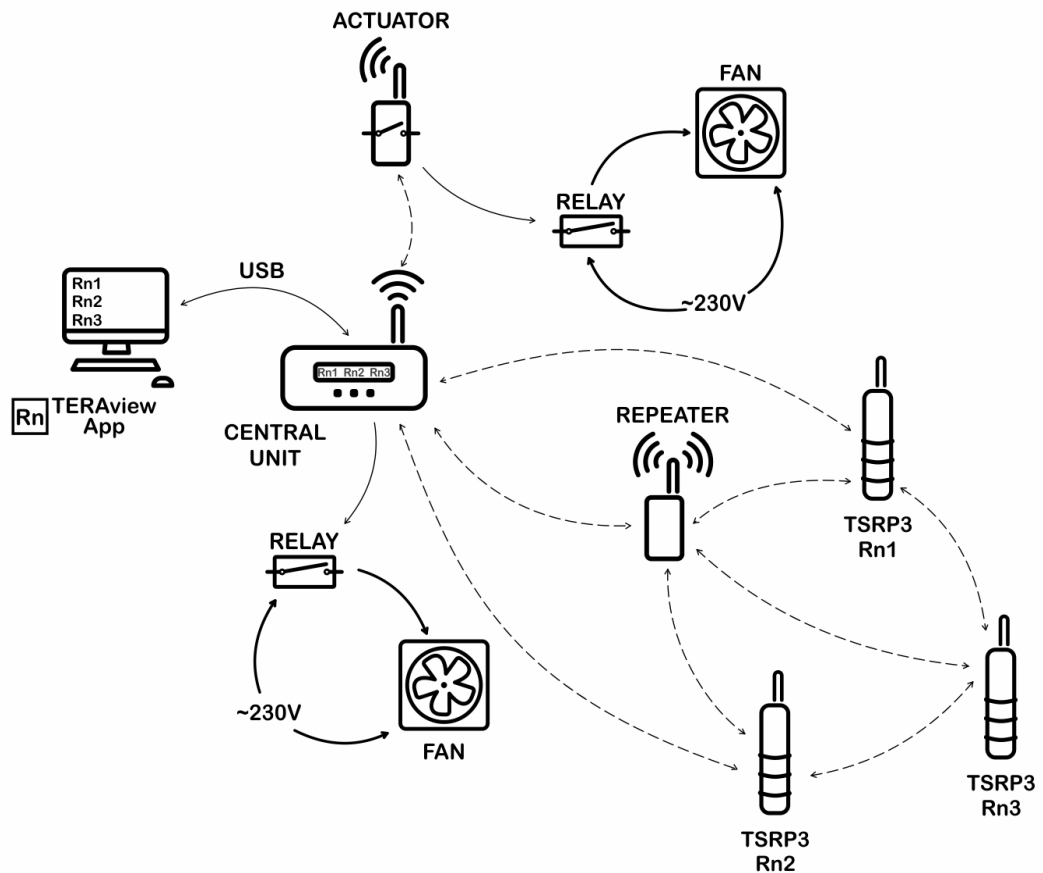 ACTUATOR
FAN
RELAY
~230V
USB
Rn1
Rn2
Rn3
Rn TERAview
App
Rn1 Rn2 Rn3
CENTRAL
UNIT
REPEATER
TSRP3
Rn1
RELAY
~230V
FAN
TSRP3
Rn3
TSRP3
Rn2